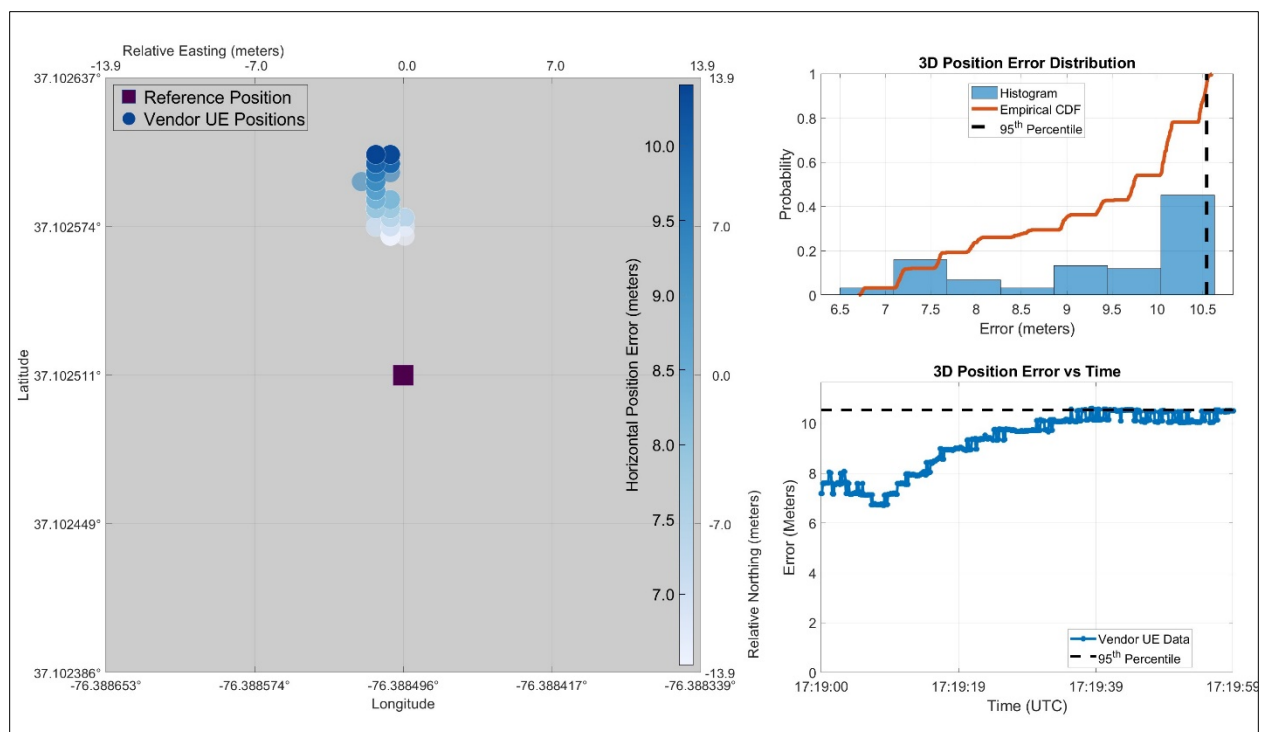 Relative Easting (meters)
-13.9 -7.0 0.0 7.0 13.9
37.102637° 13.9
Reference Position
Vendor UE Positions
37.102574° 7.0
37.102511° 0.0
37.102449° -7.0
37.102386° -13.9
Latitude
-76.388653° -76.388574° -76.388496° -76.388417° -76.388339°
Longitude
Horizontal Position Error (meters)
10.0
9.5
9.0
8.5
8.0
7.5
7.0
Relative Northing (meters)
3D Position Error Distribution
Histogram
Empirical CDF
95th Percentile
Probability
1
0.8
0.6
0.4
0.2
0
6.5 7 7.5 8 8.5 9 9.5 10 10.5
Error (meters)
3D Position Error vs Time
Error (Meters)
10
8
6
4
2
0
Vendor UE Data
95th Percentile
17:19:00 17:19:19 17:19:39 17:19:59
Time (UTC)